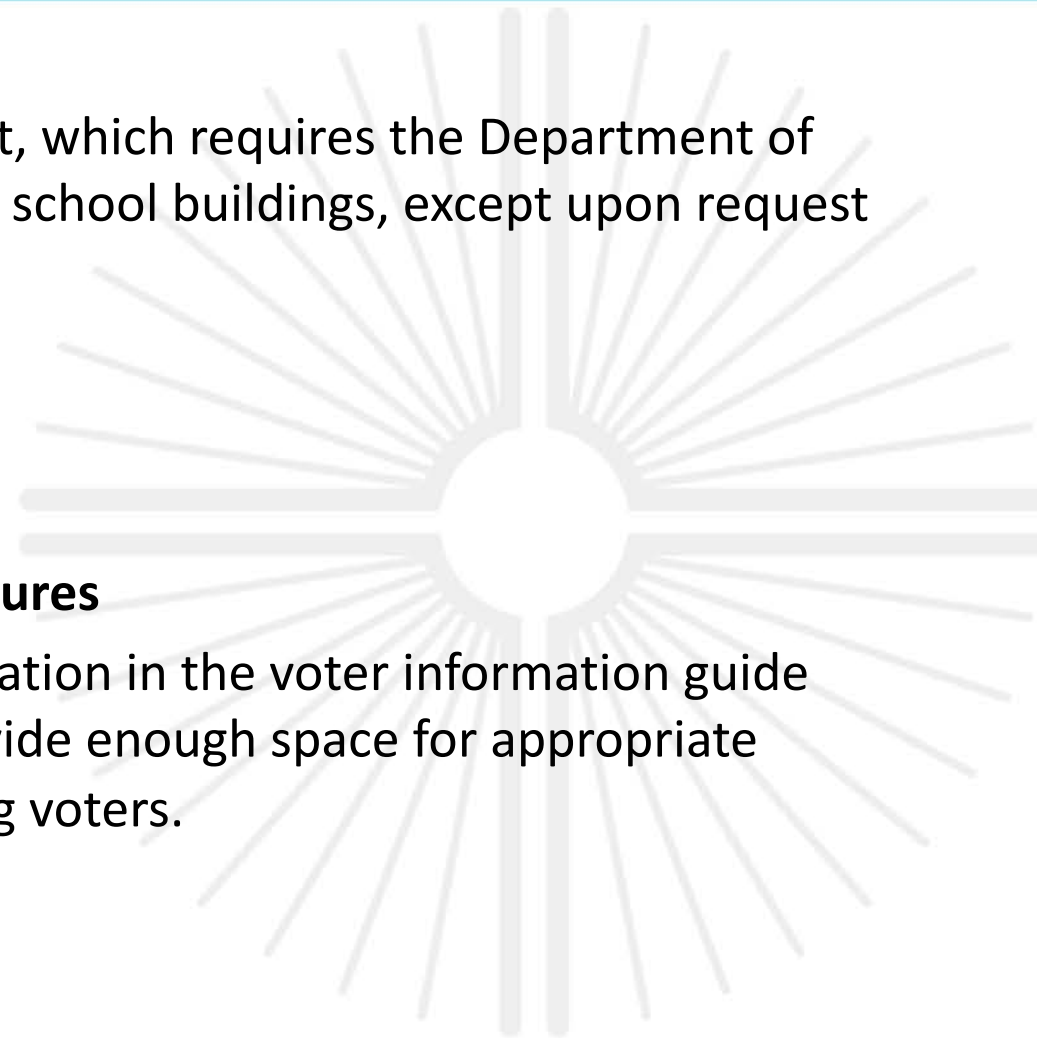 t, which requires the Department of
school buildings, except upon request
ures
ation in the voter information guide
vide enough space for appropriate
g voters.